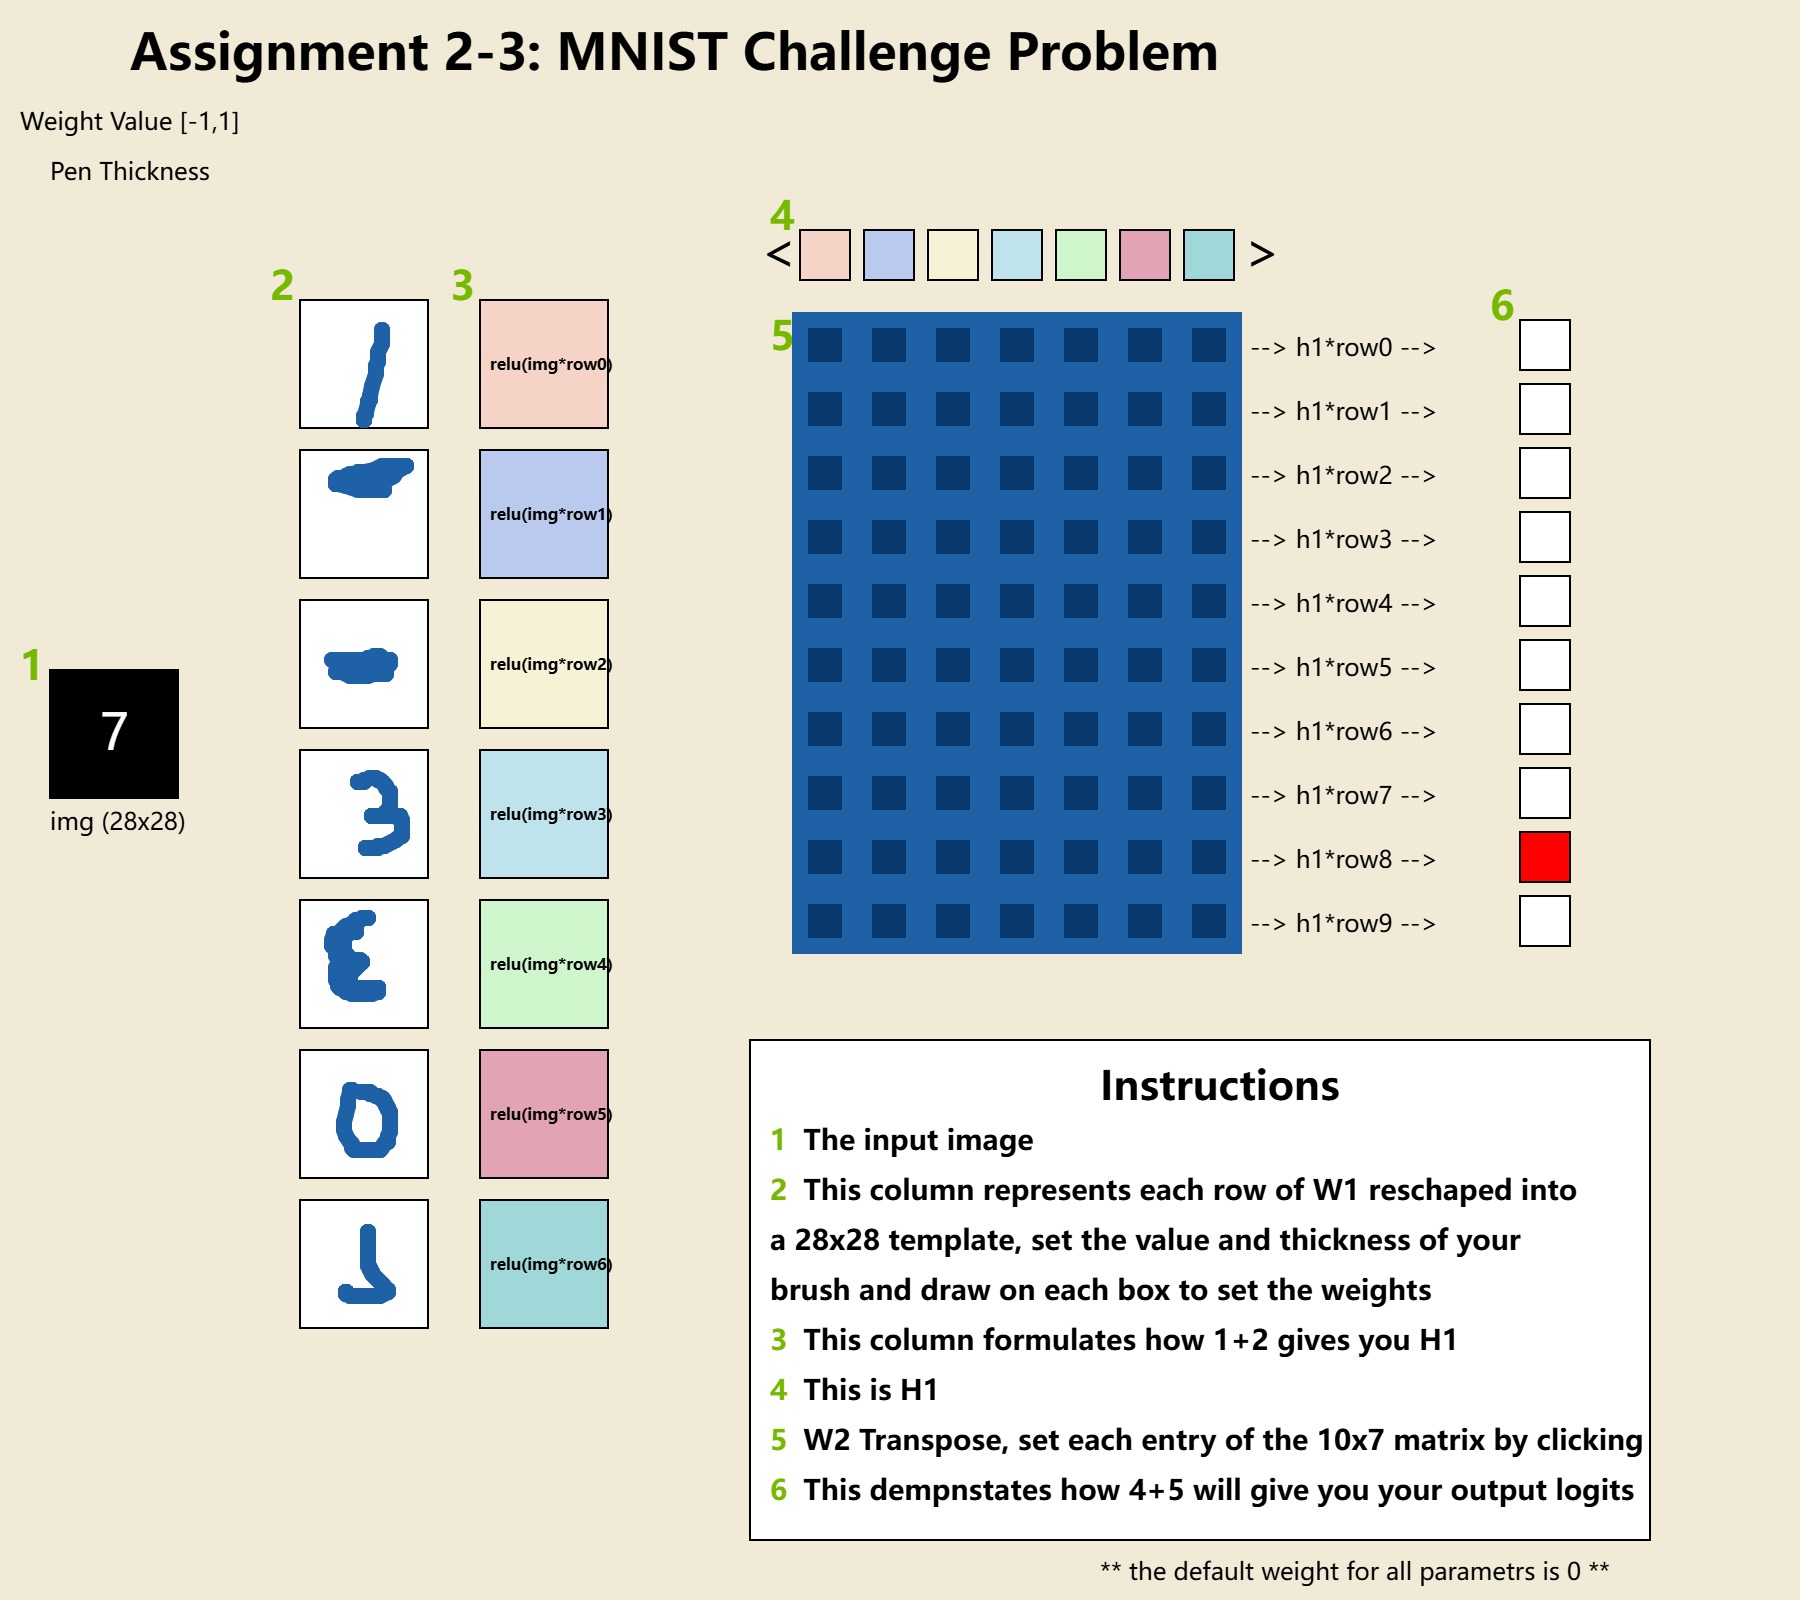 Assignment 2-3: MNIST Challenge Problem
Weight Value [-1,1]
Pen Thickness
1
7
img (28x28)
2
3
relu(img*row0)
relu(img*row1)
relu(img*row2)
relu(img*row3)
relu(img*row4)
relu(img*row5)
relu(img*row6)
4
< >
5
--> h1*row0 -->
--> h1*row1 -->
--> h1*row2 -->
--> h1*row3 -->
--> h1*row4 -->
--> h1*row5 -->
--> h1*row6 -->
--> h1*row7 -->
--> h1*row8 -->
--> h1*row9 -->
6
Instructions
1 The input image
2 This column represents each row of W1 reschaped into
a 28x28 template, set the value and thickness of your
brush and draw on each box to set the weights
3 This column formulates how 1+2 gives you H1
4 This is H1
5 W2 Transpose, set each entry of the 10x7 matrix by clicking
6 This dempnstates how 4+5 will give you your output logits
** the default weight for all parametrs is 0 **